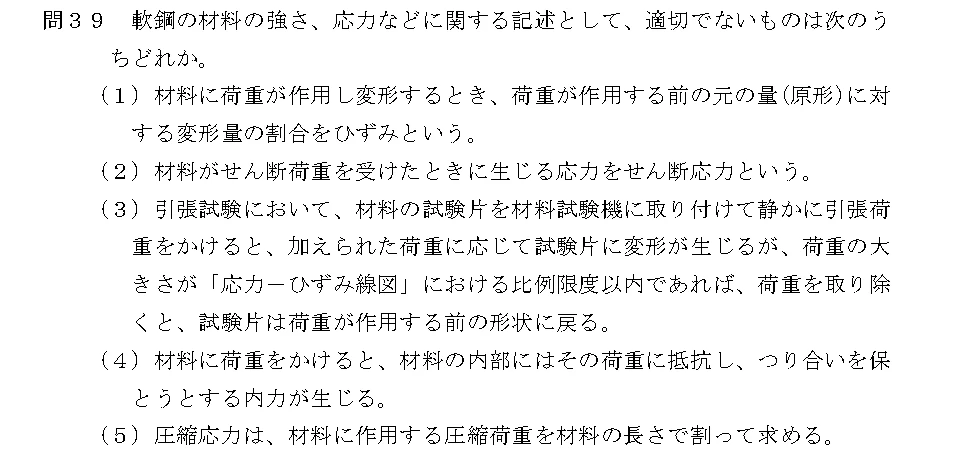 問３９　軟鋼の材料の強さ、応力などに関する記述として、適切でないものは次のう
ちどれか。
（１）材料に荷重が作用し変形するとき、荷重が作用する前の元の量(原形)に対
する変形量の割合をひずみという。
（２）材料がせん断荷重を受けたときに生じる応力をせん断応力という。
（３）引張試験において、材料の試験片を材料試験機に取り付けて静かに引張荷
重をかけると、加えられた荷重に応じて試験片に変形が生じるが、荷重の大
きさが「応力－ひずみ線図」における比例限度以内であれば、荷重を取り除
くと、試験片は荷重が作用する前の形状に戻る。
（４）材料に荷重をかけると、材料の内部にはその荷重に抵抗し、つり合いを保
とうとする内力が生じる。
（５）圧縮応力は、材料に作用する圧縮荷重を材料の長さで割って求める。